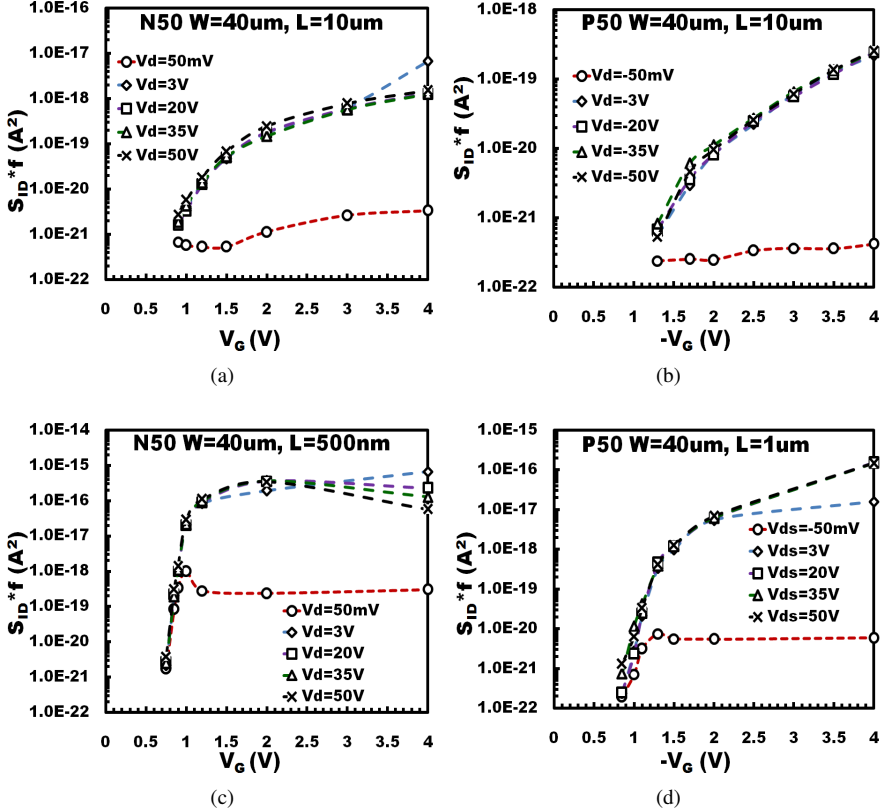 N50 W=40um, L=10um
1.0E-16
1.0E-17
1.0E-18
1.0E-19
1.0E-20
1.0E-21
1.0E-22
S_ID*f (A²)
Vd=50mV
Vd=3V
Vd=20V
Vd=35V
Vd=50V
0 0.5 1 1.5 2 2.5 3 3.5 4
V_G (V)
(a)
P50 W=40um, L=10um
1.0E-18
1.0E-19
1.0E-20
1.0E-21
1.0E-22
S_ID*f (A²)
Vd=-50mV
Vd=-3V
Vd=-20V
Vd=-35V
Vd=-50V
0 0.5 1 1.5 2 2.5 3 3.5 4
-V_G (V)
(b)
N50 W=40um, L=500nm
1.0E-14
1.0E-15
1.0E-16
1.0E-17
1.0E-18
1.0E-19
1.0E-20
1.0E-21
1.0E-22
S_ID*f (A²)
Vd=50mV
Vd=3V
Vd=20V
Vd=35V
Vd=50V
0 0.5 1 1.5 2 2.5 3 3.5 4
V_G (V)
(c)
P50 W=40um, L=1um
1.0E-15
1.0E-16
1.0E-17
1.0E-18
1.0E-19
1.0E-20
1.0E-21
1.0E-22
S_ID*f (A²)
Vds=-50mV
Vds=3V
Vds=20V
Vds=35V
Vds=50V
0 0.5 1 1.5 2 2.5 3 3.5 4
-V_G (V)
(d)